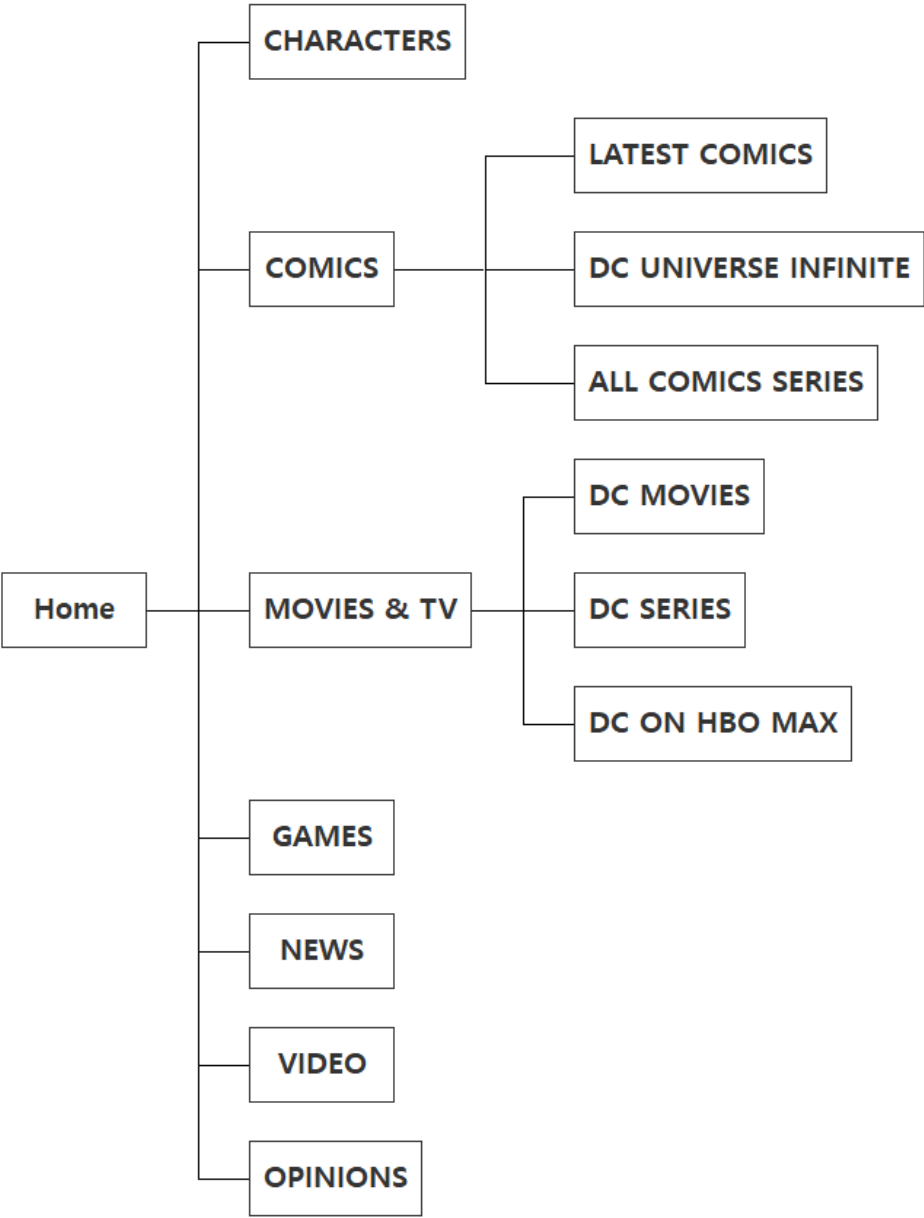 CHARACTERS
LATEST COMICS
COMICS
DC UNIVERSE INFINITE
ALL COMICS SERIES
DC MOVIES
Home
MOVIES & TV
DC SERIES
DC ON HBO MAX
GAMES
NEWS
VIDEO
OPINIONS